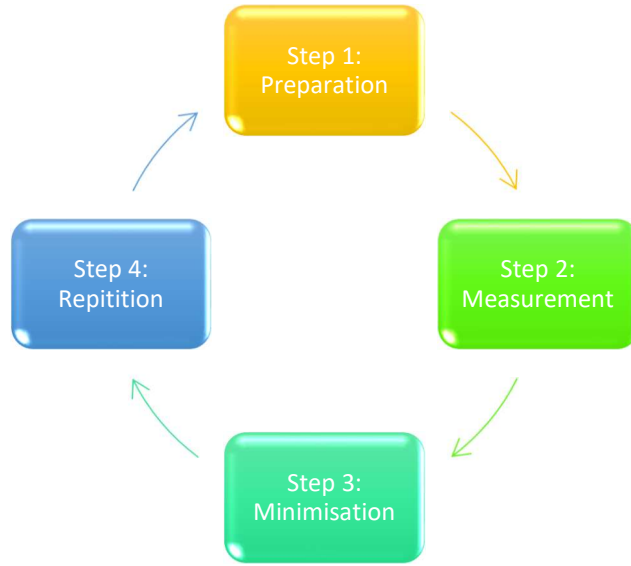 Step 1:
Preparation
Step 2:
Measurement
Step 3:
Minimisation
Step 4:
Repitition